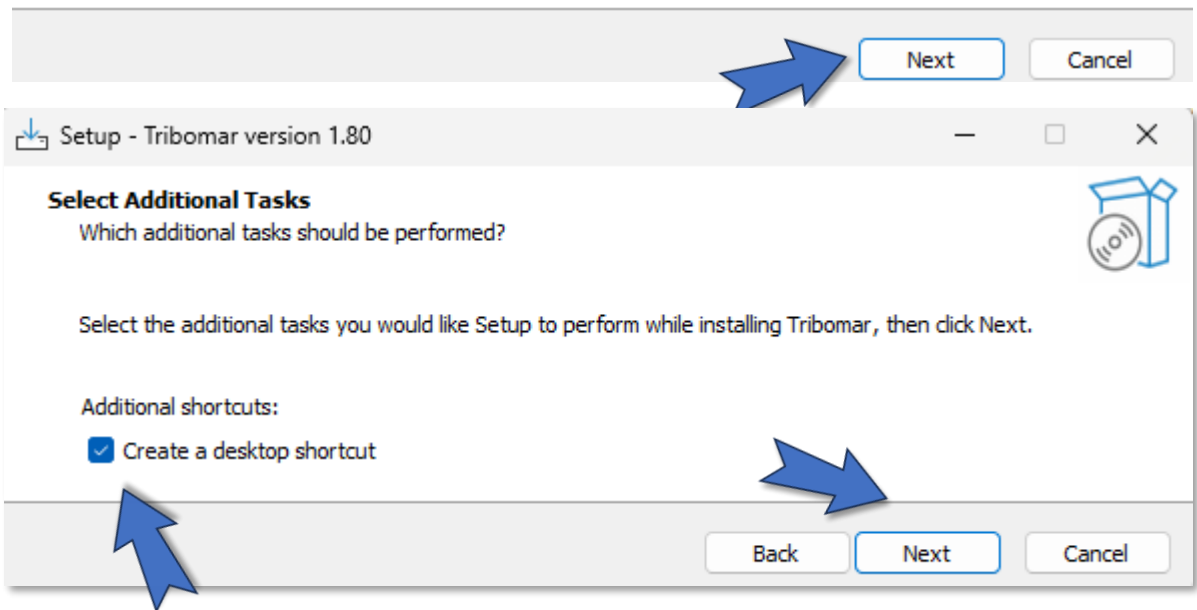 Next Cancel
Setup - Tribomar version 1.80
Select Additional Tasks
Which additional tasks should be performed?
Select the additional tasks you would like Setup to perform while installing Tribomar, then click Next.
Additional shortcuts:
Create a desktop shortcut
Back Next Cancel